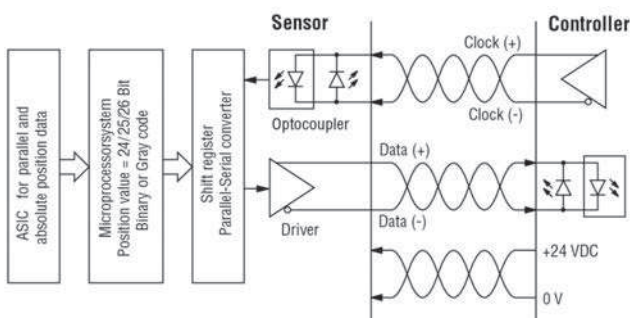 Sensor
Controller
ASIC for parallel and
absolute position data
Microprocessorsystem
Position value = 24/25/26 Bit
Binary or Gray code
Shift register
Parallel-Serial converter
Optocoupler
Clock (+)
Clock (-)
Driver
Data (+)
Data (-)
+24 VDC
0 V